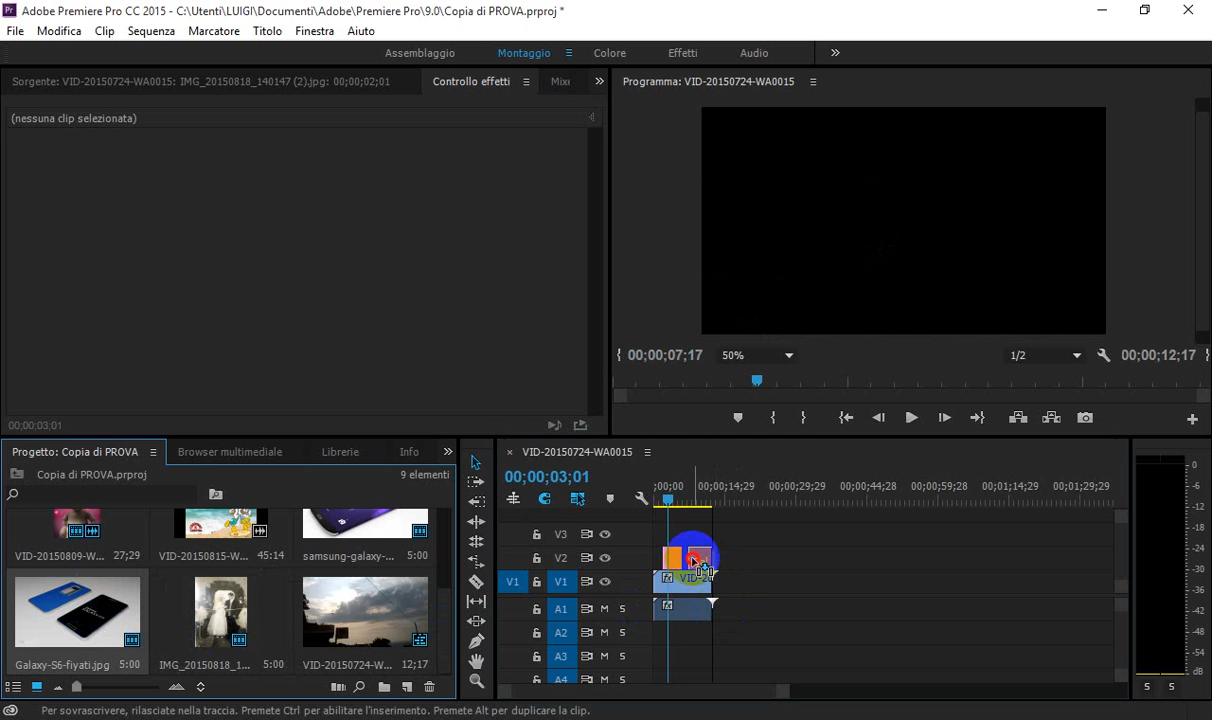 Adobe Premiere Pro CC 2015 - C:\Utenti\LUIGI\Documenti\Adobe\Premiere Pro\9.0\Copia di PROVA.prproj *
File Modifica Clip Sequenza Marcatore Titolo Finestra Aiuto
Assemblaggio Montaggio Colore Effetti Audio
Sorgente: VID-20150724-WA0015: IMG_20150818_140147 (2).jpg: 00;00;02;01 Controllo effetti Mixe
Programma: VID-20150724-WA0015
(nessuna clip selezionata)
00;00;07;17 50% 1/2 00;00;12;17
00;00;03;01
Progetto: Copia di PROVA Browser multimediale Librerie Info
VID-20150724-WA0015
Copia di PROVA.prproj 9 elementi
00;00;03;01
;00;00 00;00;14;29 00;00;29;29 00;00;44;28 00;00;59;28 00;01;14;29 00;01;29;29
VID-20150809-W... 27;29 VID-20150815-W... 45:14 samsung-galaxy-... 5:00
Galaxy-S6-fiyati.jpg 5:00 IMG_20150818_1... 5:00 VID-20150724-W... 12;17
V3
V2
V1 V1 fx VID-2
A1 M S fx
A2 M S
A3 M S
A4 M S
0
-6
-12
-18
-24
-30
-36
-42
-48
-54
dB
S S
Per sovrascrivere, rilasciate nella traccia. Premete Ctrl per abilitare l'inserimento. Premete Alt per duplicare la clip.